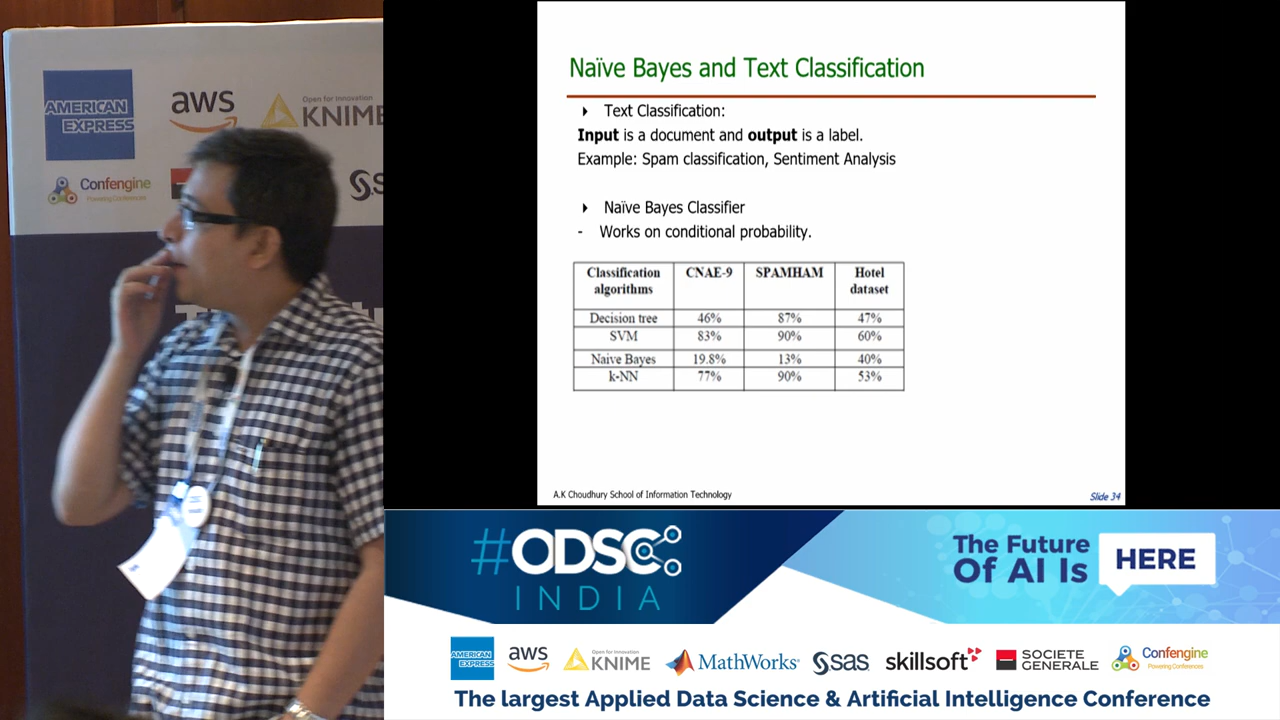 AMERICAN
EXPRESS
aws
Open for Innovation
KNIME
Confengine
Powering Conferences
Naïve Bayes and Text Classification
Text Classification:
Input is a document and output is a label.
Example: Spam classification, Sentiment Analysis
Naïve Bayes Classifier
- Works on conditional probability.
Classification algorithms CNAE-9 SPAMHAM Hotel dataset
Decision tree 46% 87% 47%
SVM 83% 90% 60%
Naive Bayes 19.8% 13% 40%
k-NN 77% 90% 53%
A.K Choudhury School of Information Technology
Slide 34
#ODSC
INDIA
The Future
Of AI Is HERE
AMERICAN
EXPRESS
aws
Open for Innovation
KNIME
MathWorks
sas
skillsoft
SOCIETE
GENERALE
Confengine
Powering Conferences
The largest Applied Data Science & Artificial Intelligence Conference